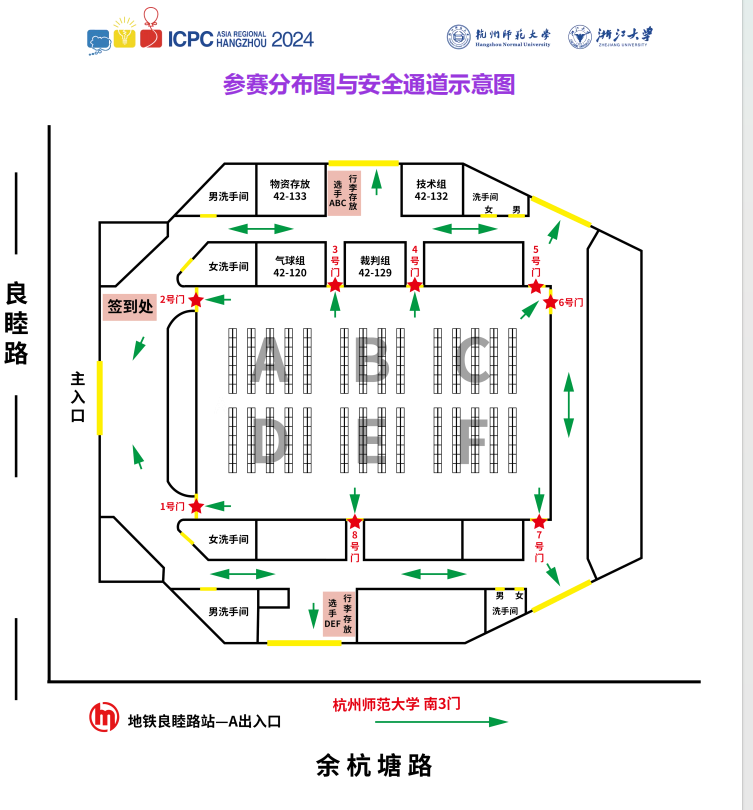 ICPC ASIA REGIONAL HANGZHOU 2024
杭州师范大学
Hangzhou Normal University
浙江大学
ZHEJIANG UNIVERSITY
参赛分布图与安全通道示意图
男洗手间
物资存放
42-133
选手ABC
行李存放
技术组
42-132
洗手间
女 男
女洗手间
气球组
42-120
3号门
裁判组
42-129
4号门
5号门
签到处
2号门
6号门
良睦路
A B C
主入口
D E F
1号门
女洗手间
8号门
7号门
男洗手间
选手DEF
行李存放
男 女
洗手间
地铁良睦路站—A出入口
杭州师范大学 南3门
余杭塘路